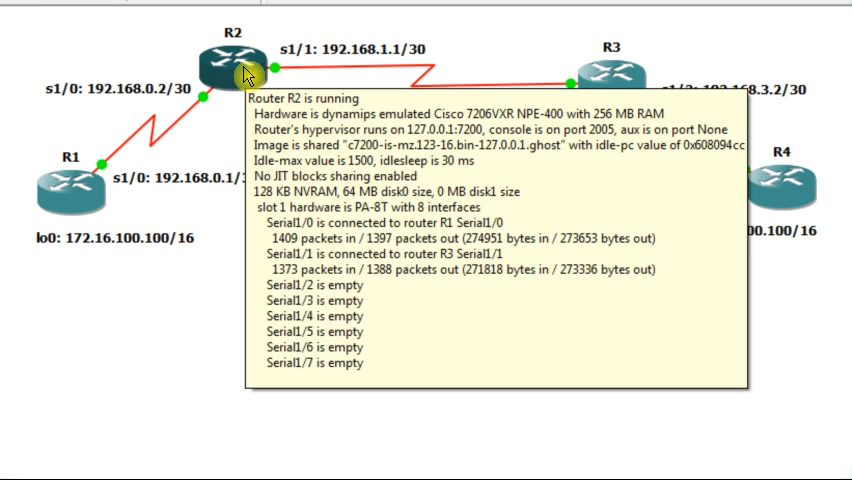 R2
s1/1: 192.168.1.1/30
R3
s1/0: 192.168.0.2/30
192.168.3.2/30
R1
s1/0: 192.168.0.1/
R4
lo0: 172.16.100.100/16
00.100/16
Router R2 is running
Hardware is dynamips emulated Cisco 7206VXR NPE-400 with 256 MB RAM
Router's hypervisor runs on 127.0.0.1:7200, console is on port 2005, aux is on port None
Image is shared "c7200-is-mz.123-16.bin-127.0.0.1.ghost" with idle-pc value of 0x608094cc
Idle-max value is 1500, idlesleep is 30 ms
No JIT blocks sharing enabled
128 KB NVRAM, 64 MB disk0 size, 0 MB disk1 size
slot 1 hardware is PA-8T with 8 interfaces
Serial1/0 is connected to router R1 Serial1/0
1409 packets in / 1397 packets out (274951 bytes in / 273653 bytes out)
Serial1/1 is connected to router R3 Serial1/1
1373 packets in / 1388 packets out (271818 bytes in / 273336 bytes out)
Serial1/2 is empty
Serial1/3 is empty
Serial1/4 is empty
Serial1/5 is empty
Serial1/6 is empty
Serial1/7 is empty